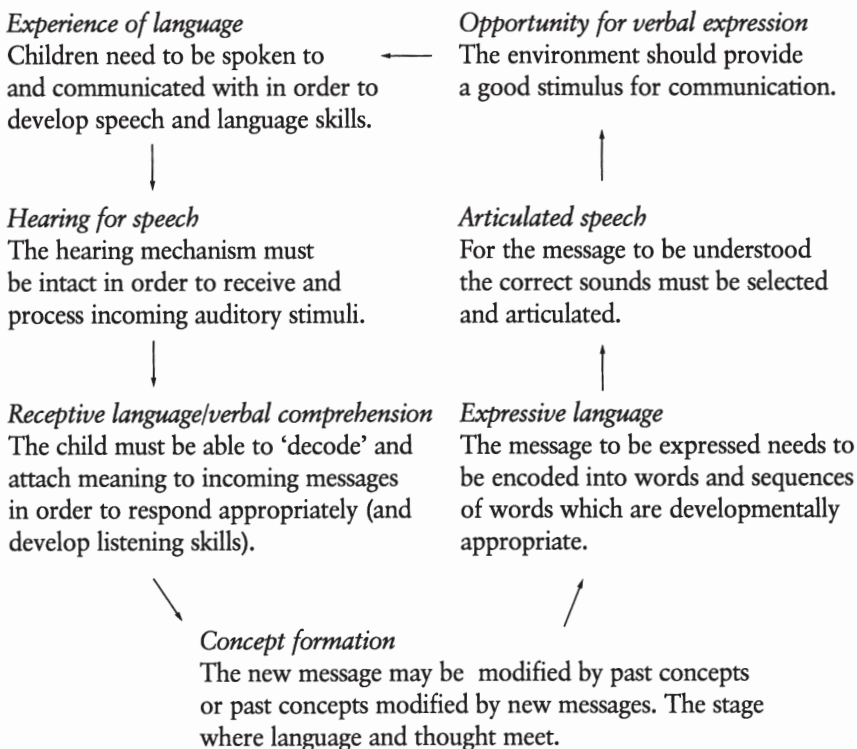 Experience of language
Children need to be spoken to
and communicated with in order to
develop speech and language skills.
Hearing for speech
The hearing mechanism must
be intact in order to receive and
process incoming auditory stimuli.
Receptive language/verbal comprehension
The child must be able to ‘decode’ and
attach meaning to incoming messages
in order to respond appropriately (and
develop listening skills).
Concept formation
The new message may be modified by past concepts
or past concepts modified by new messages. The stage
where language and thought meet.
Expressive language
The message to be expressed needs to
be encoded into words and sequences
of words which are developmentally
appropriate.
Articulated speech
For the message to be understood
the correct sounds must be selected
and articulated.
Opportunity for verbal expression
The environment should provide
a good stimulus for communication.